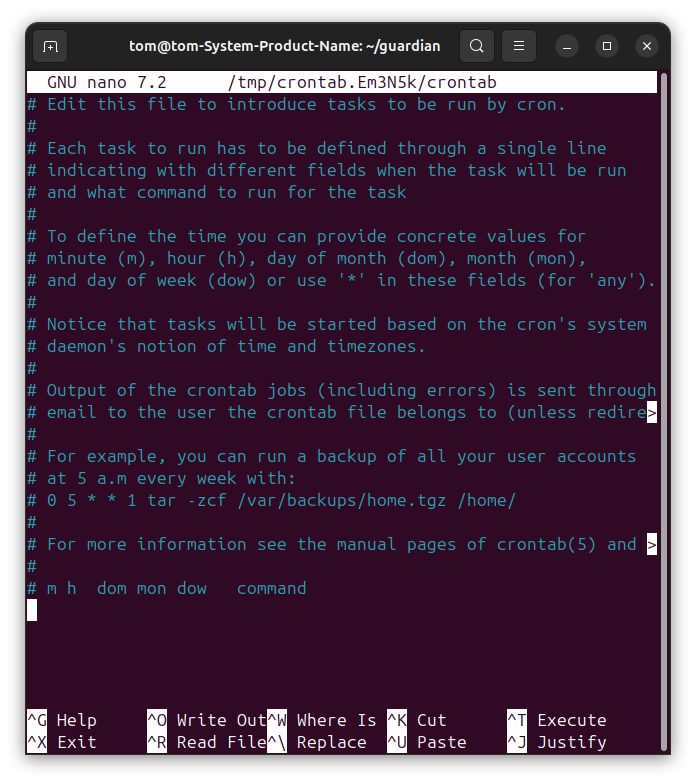 tom@tom-System-Product-Name: ~/guardian
GNU nano 7.2      /tmp/crontab.Em3N5k/crontab
# Edit this file to introduce tasks to be run by cron.
#
# Each task to run has to be defined through a single line
# indicating with different fields when the task will be run
# and what command to run for the task
#
# To define the time you can provide concrete values for
# minute (m), hour (h), day of month (dom), month (mon),
# and day of week (dow) or use '*' in these fields (for 'any').
#
# Notice that tasks will be started based on the cron's system
# daemon's notion of time and timezones.
#
# Output of the crontab jobs (including errors) is sent through
# email to the user the crontab file belongs to (unless redire>
#
# For example, you can run a backup of all your user accounts
# at 5 a.m every week with:
# 0 5 * * 1 tar -zcf /var/backups/home.tgz /home/
#
# For more information see the manual pages of crontab(5) and >
#
# m h  dom mon dow   command
^G Help     ^O Write Out^W Where Is ^K Cut      ^T Execute
^X Exit     ^R Read File^\ Replace  ^U Paste    ^J Justify